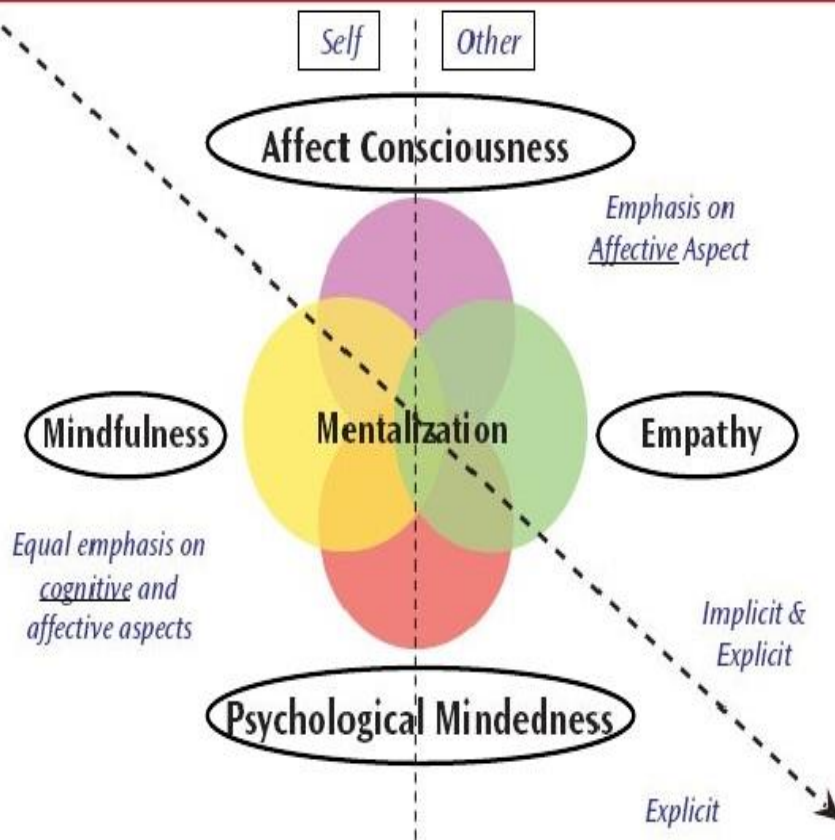 Self
Other
Affect Consciousness
Emphasis on
Affective Aspect
Mindfulness
Mentalization
Empathy
Equal emphasis on
cognitive and
affective aspects
Implicit &
Explicit
Psychological Mindedness
Explicit